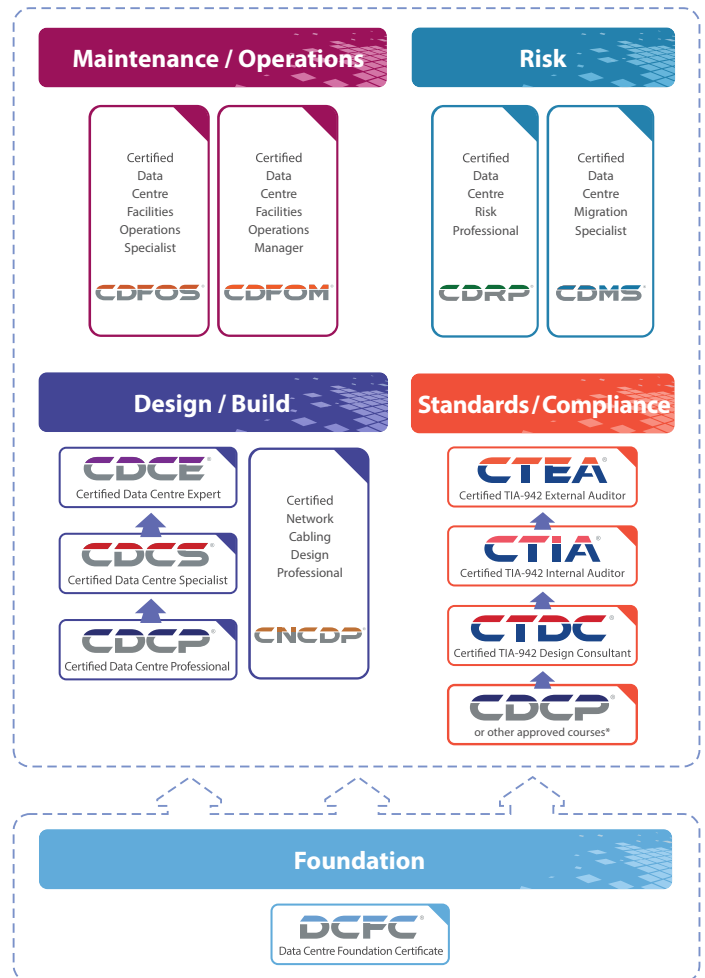 Maintenance / Operations
Certified
Data
Centre
Facilities
Operations
Specialist
CDFOS®
Certified
Data
Centre
Facilities
Operations
Manager
CDFOM®
Risk
Certified
Data
Centre
Risk
Professional
CDRP®
Certified
Data
Centre
Migration
Specialist
CDMS®
Design / Build
CDCE®
Certified Data Centre Expert
CDCS®
Certified Data Centre Specialist
CDCP®
Certified Data Centre Professional
Certified
Network
Cabling
Design
Professional
CNCDP®
Standards/Compliance
CTEA®
Certified TIA-942 External Auditor
CTIA®
Certified TIA-942 Internal Auditor
CTDC®
Certified TIA-942 Design Consultant
CDCP®
or other approved courses*
Foundation
DCFC®
Data Centre Foundation Certificate